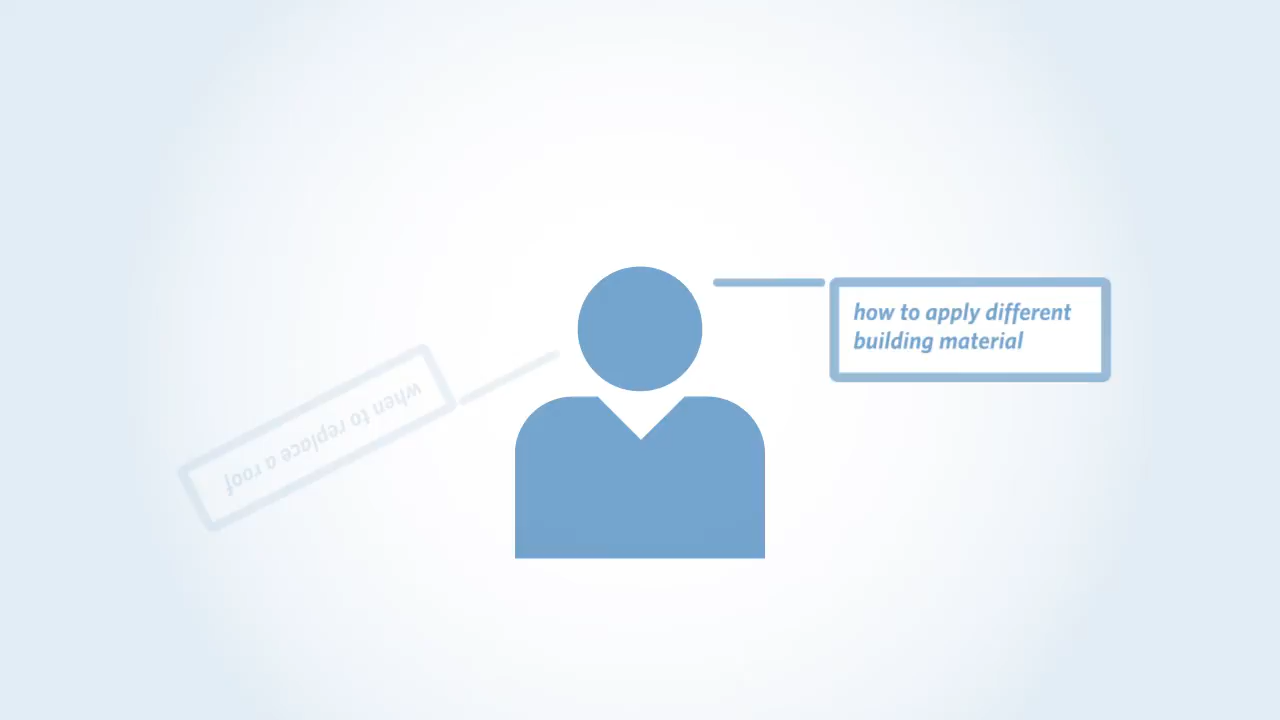 how to apply different
building material
when to replace a roof